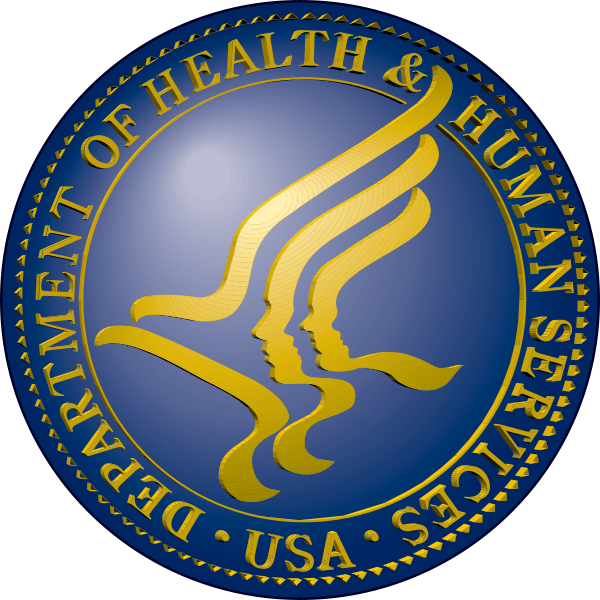 DEPARTMENT OF HEALTH & HUMAN SERVICES
· USA ·